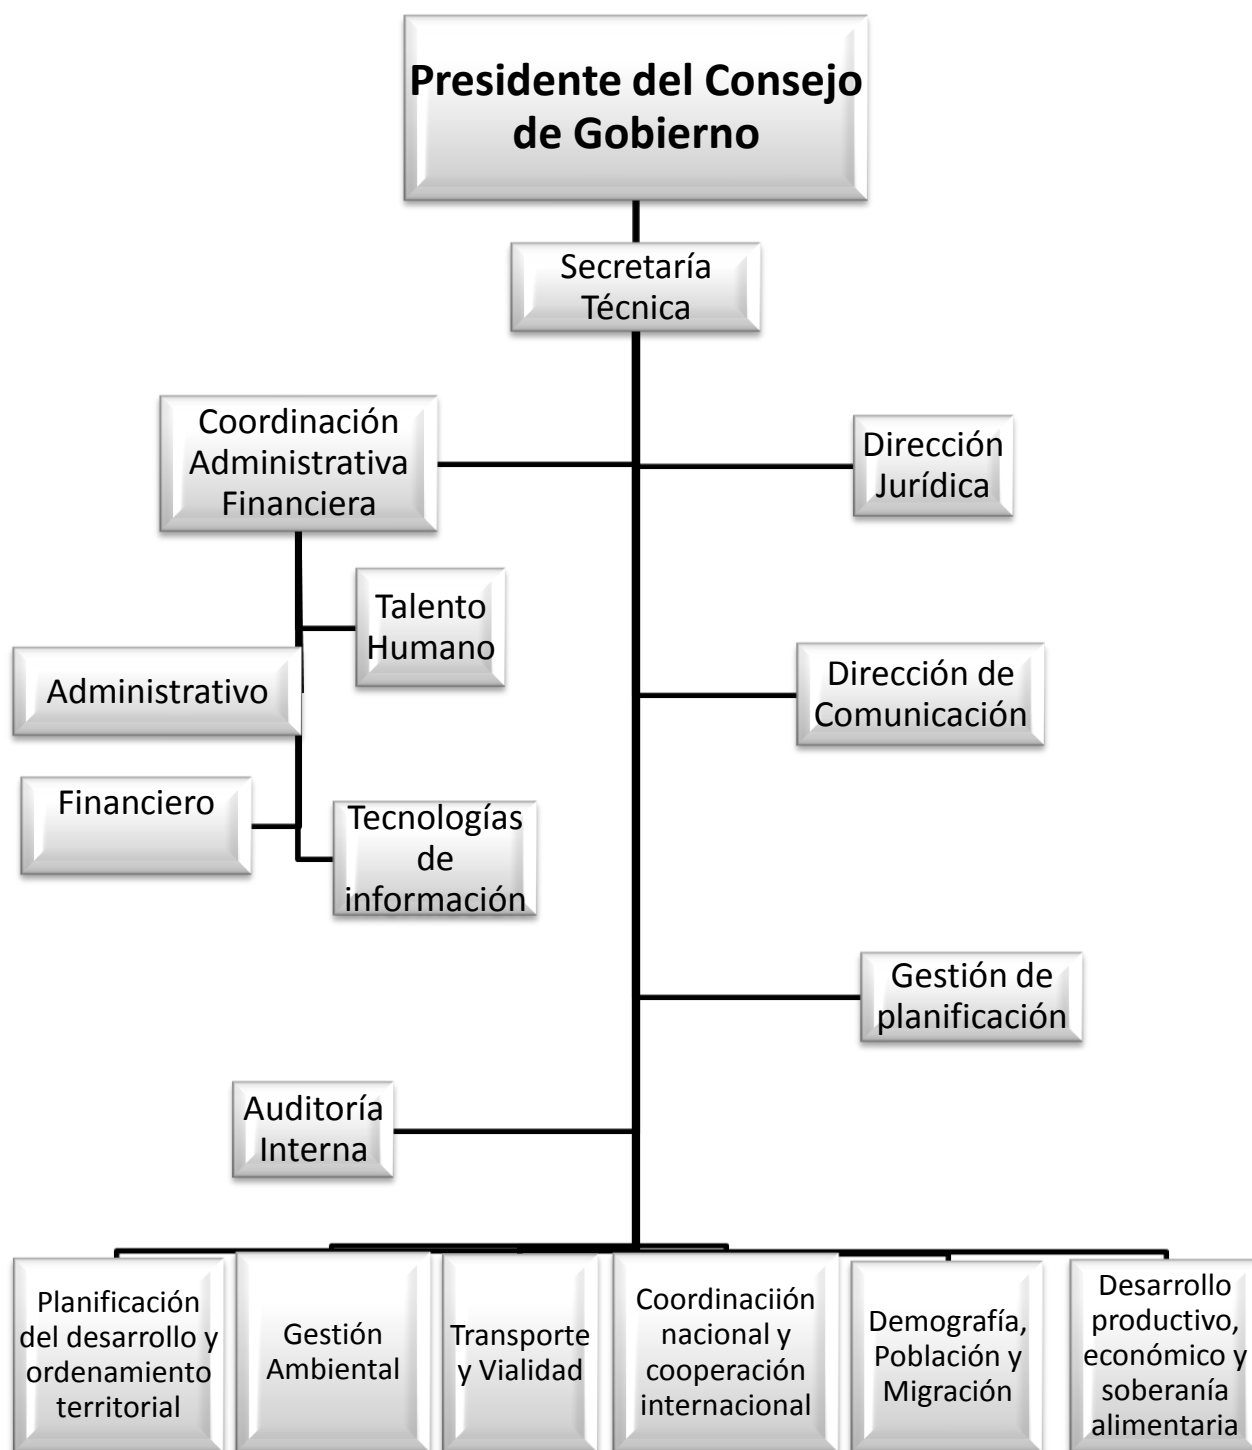 Presidente del Consejo
de Gobierno
Secretaría
Técnica
Coordinación
Administrativa
Financiera
Dirección
Jurídica
Talento
Humano
Administrativo
Dirección de
Comunicación
Financiero
Tecnologías
de
información
Gestión de
planificación
Auditoría
Interna
Planificación
del desarrollo y
ordenamiento
territorial
Gestión
Ambiental
Transporte
y Vialidad
Coordinaciión
nacional y
cooperación
internacional
Demografía,
Población y
Migración
Desarrollo
productivo,
económico y
soberanía
alimentaria